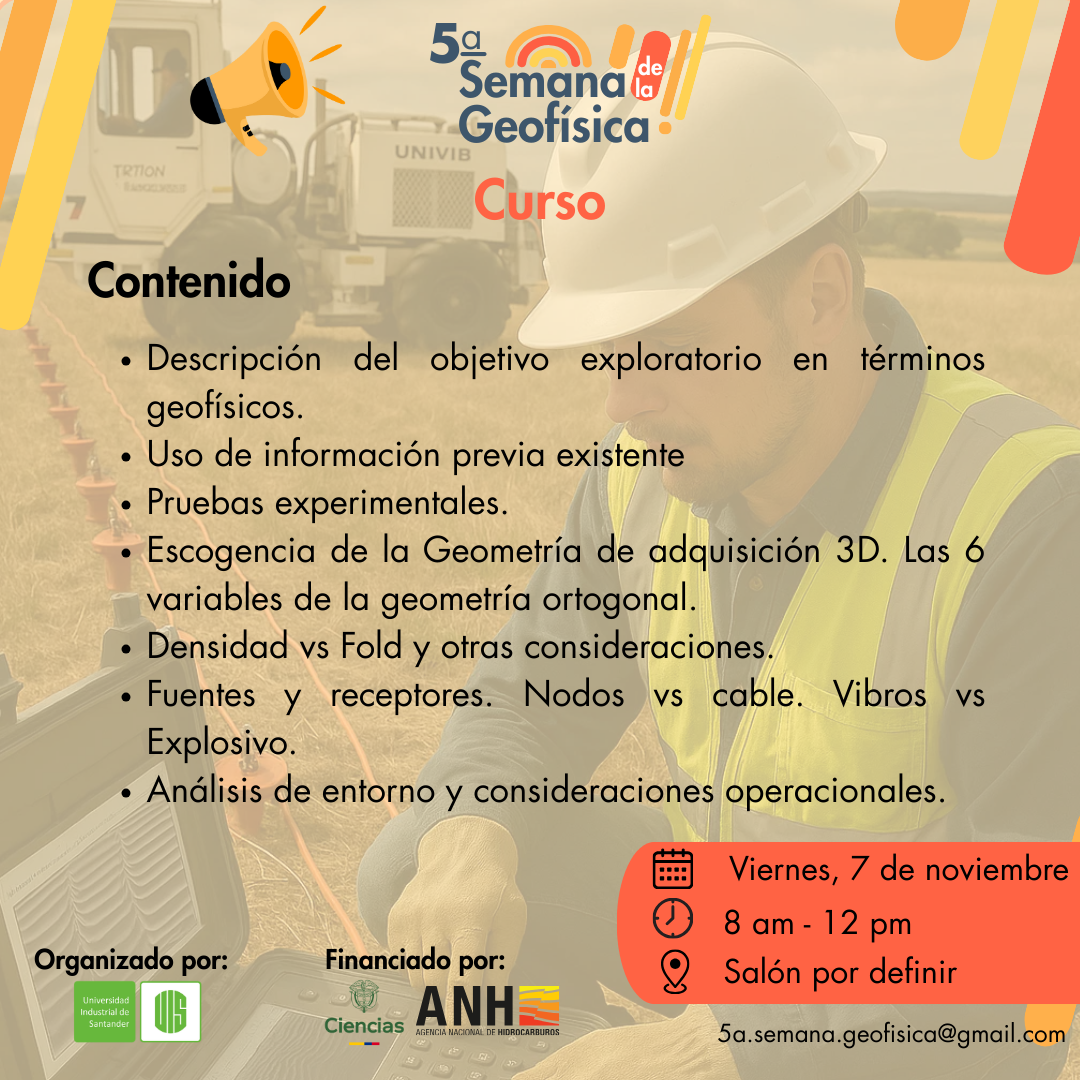 5a
Semana de la
Geofísica
Curso
UNIVIB
Contenido
• Descripción del objetivo exploratorio en términos
geofísicos.
• Uso de información previa existente
• Pruebas experimentales.
• Escogencia de la Geometría de adquisición 3D. Las 6
variables de la geometría ortogonal.
• Densidad vs Fold y otras consideraciones.
• Fuentes y receptores. Nodos vs cable. Vibros vs
Explosivo.
• Análisis de entorno y consideraciones operacionales.
Viernes, 7 de noviembre
8 am - 12 pm
Salón por definir
Organizado por:
Financiado por:
Universidad
Industrial de
Santander
UIS
Ciencias
ANH
AGENCIA NACIONAL DE HIDROCARBUROS
5a.semana.geofisica@gmail.com